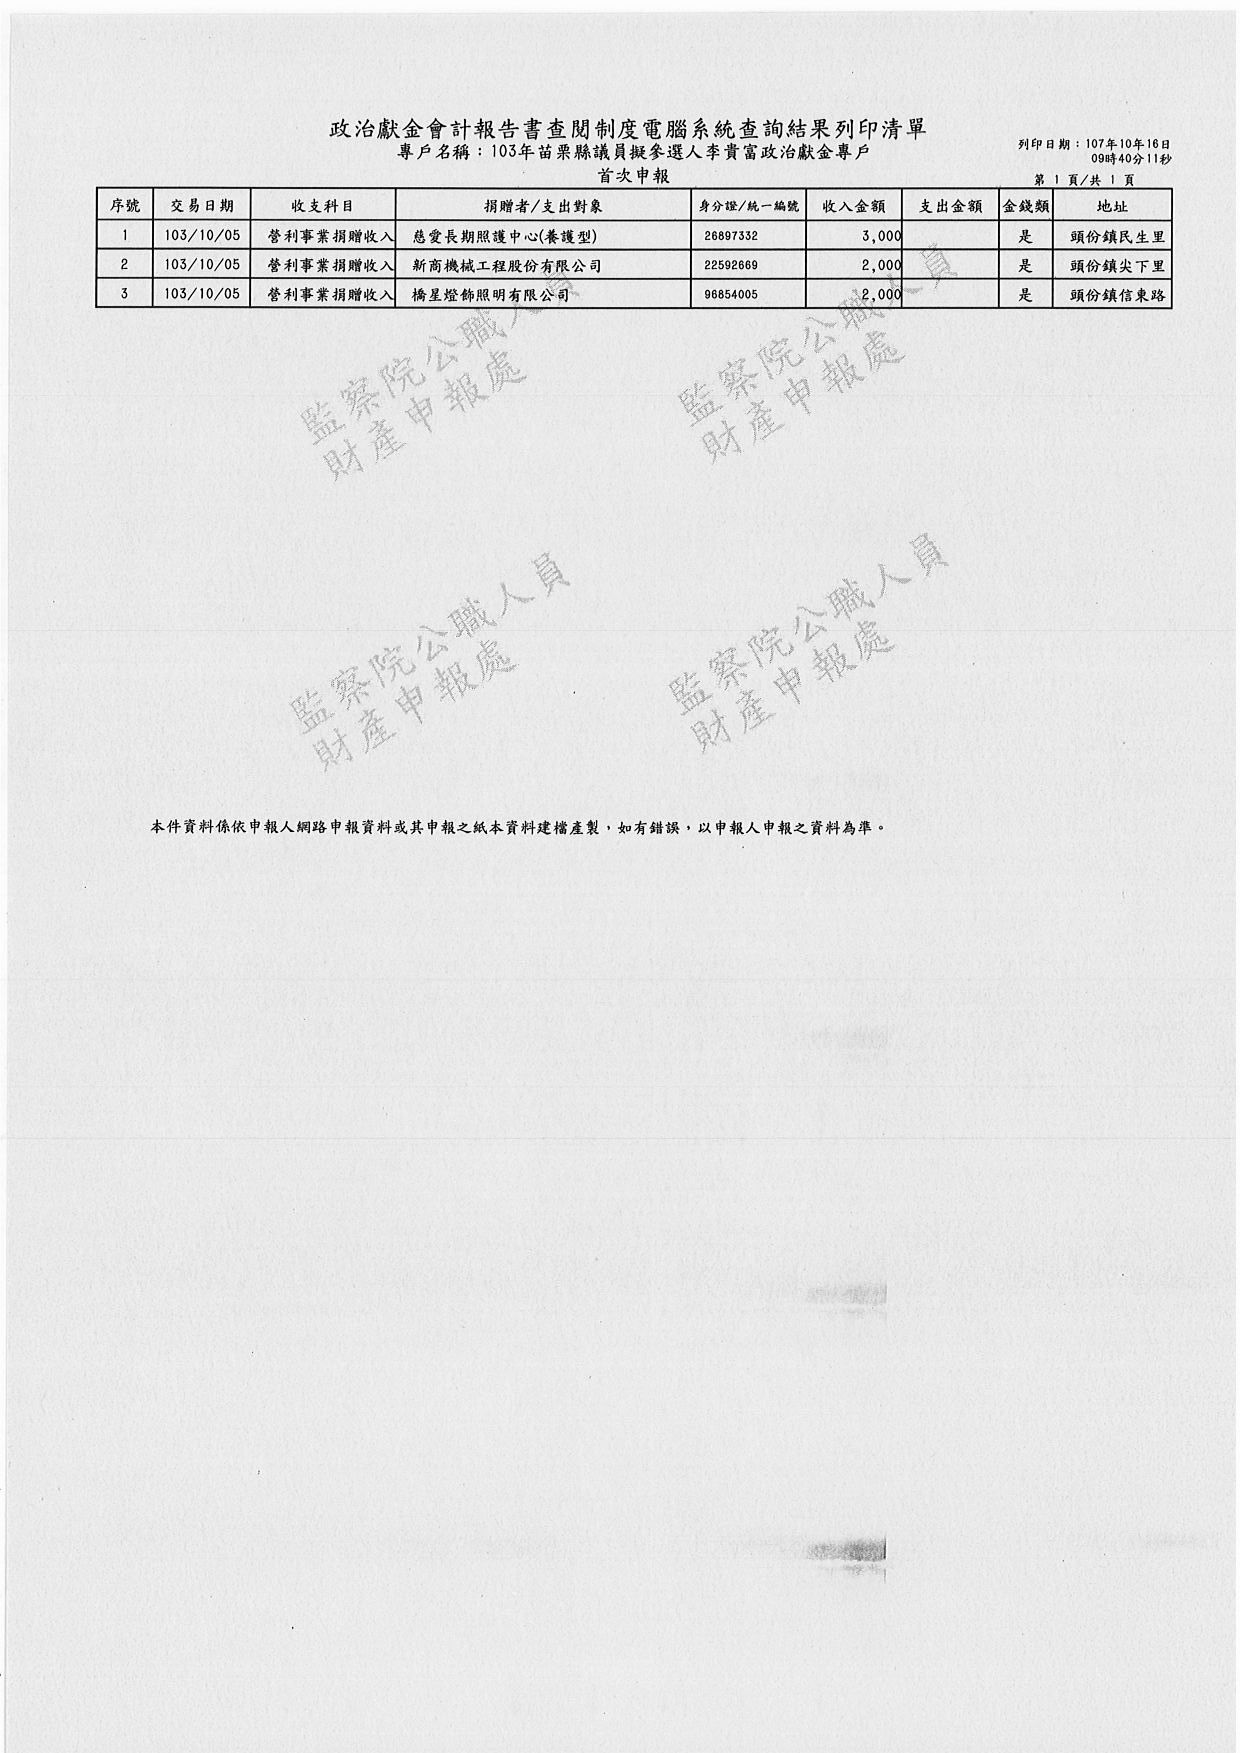 政治獻金會計報告書查閱制度電腦系統查詢結果列印清單
專戶名稱：103年苗栗縣議員擬參選人李貴富政治獻金專戶
首次申報
列印日期：107年10年16日
09時40分11秒
第 1 頁/共 1 頁
序號 交易日期 收支科目 捐贈者/支出對象 身分證/統一編號 收入金額 支出金額 金錢類 地址
1 103/10/05 營利事業捐贈收入 慈愛長期照護中心(養護型) 26897332 3,000 是 頭份鎮民生里
2 103/10/05 營利事業捐贈收入 新商機械工程股份有限公司 22592669 2,000 是 頭份鎮尖下里
3 103/10/05 營利事業捐贈收入 橋星燈飾照明有限公司 96854005 2,000 是 頭份鎮信東路
監察院公職人員
財產申報處
監察院公職人員
財產申報處
監察院公職人員
財產申報處
監察院公職人員
財產申報處
本件資料係依申報人網路申報資料或其申報之紙本資料建檔產製，如有錯誤，以申報人申報之資料為準。